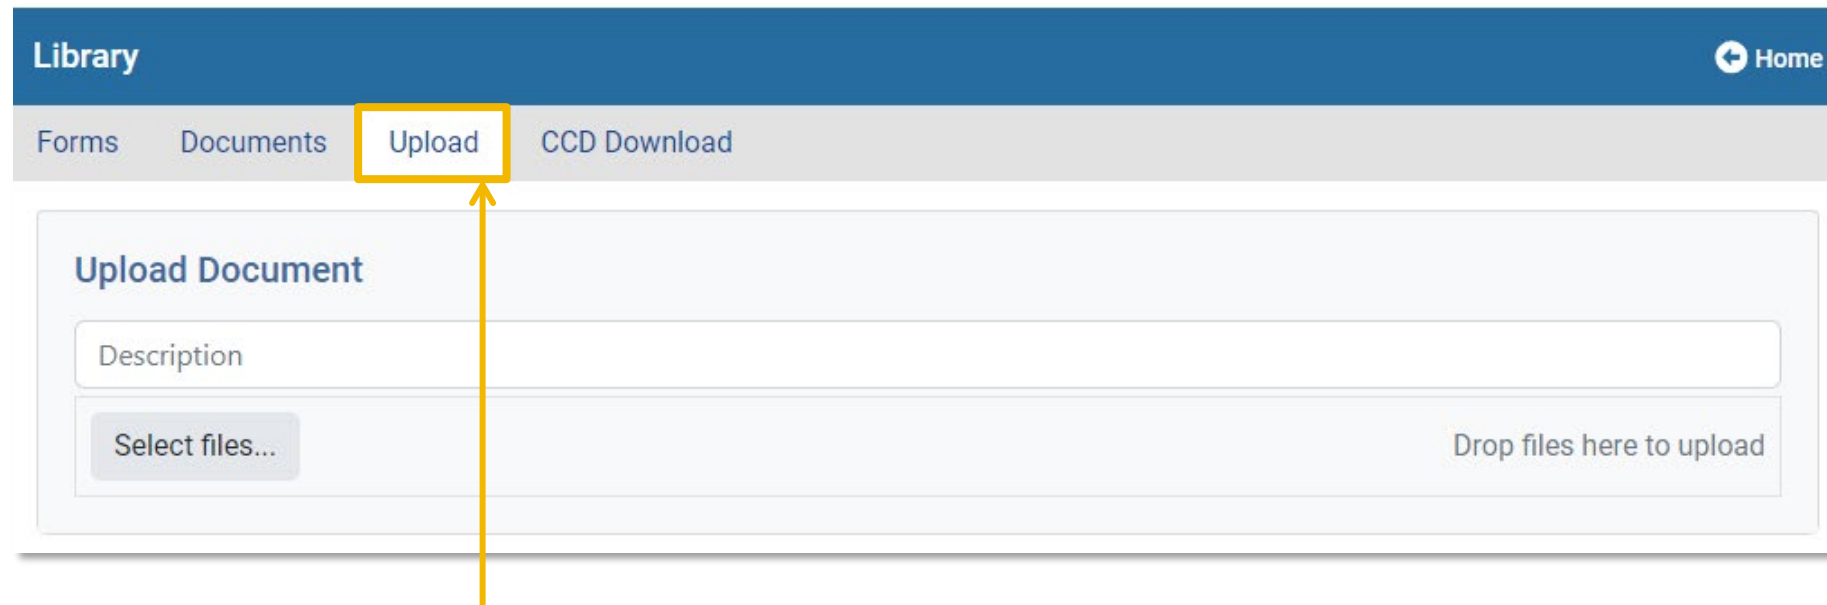 Library Home
Forms Documents Upload CCD Download
Upload Document
Description
Select files... Drop files here to upload